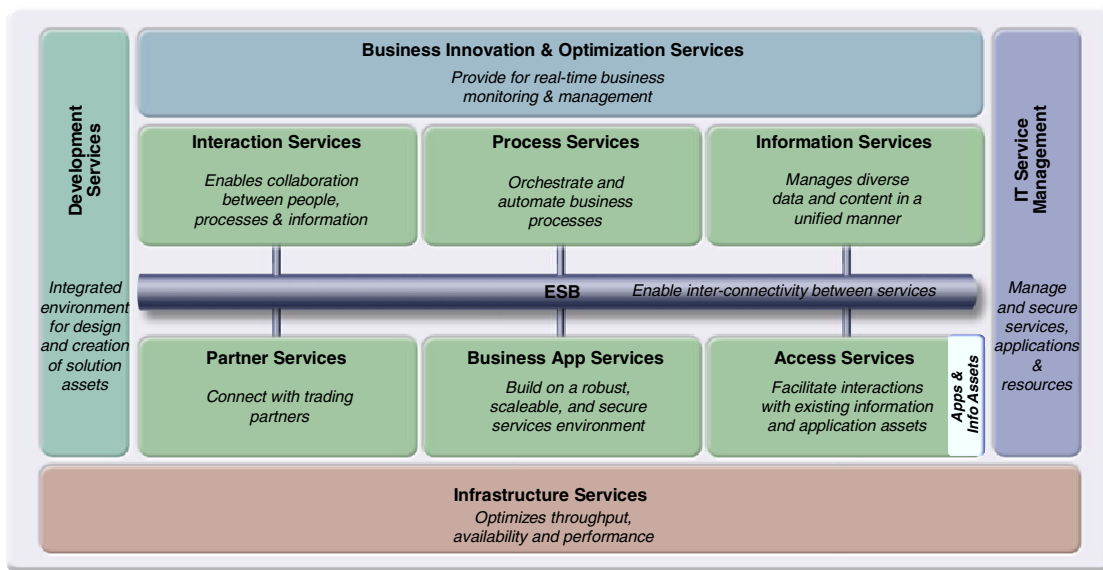 Business Innovation & Optimization Services
Provide for real-time business
monitoring & management
Development
Services
Integrated
environment
for design
and creation
of solution
assets
Interaction Services
Enables collaboration
between people,
processes & information
Process Services
Orchestrate and
automate business
processes
Information Services
Manages diverse
data and content in a
unified manner
IT Service
Management
Manage
and secure
services,
applications
&
resources
ESB
Enable inter-connectivity between services
Partner Services
Connect with trading
partners
Business App Services
Build on a robust,
scaleable, and secure
services environment
Access Services
Facilitate interactions
with existing information
and application assets
Apps &
Info Assets
Infrastructure Services
Optimizes throughput,
availability and performance